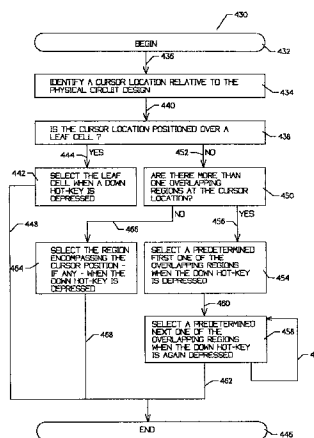 430
BEGIN
432
436
IDENTIFY A CURSOR LOCATION RELATIVE TO THE
PHYSICAL CIRCUIT DESIGN
434
440
IS THE CURSOR LOCATION POSITIONED OVER A
LEAF CELL ?
438
444
YES
452
NO
442
SELECT THE LEAF
CELL WHEN A DOWN
HOT-KEY IS
DEPRESSED
448
ARE THERE MORE THAN
ONE OVERLAPPING
REGIONS AT THE CURSOR
LOCATION?
450
466
NO
456
YES
464
SELECT THE REGION
ENCOMPASSING THE
CURSOR POSITION -
IF ANY - WHEN THE
DOWN HOT-KEY IS
DEPRESSED
SELECT A PREDETERMINED
FIRST ONE OF THE
OVERLAPPING REGIONS
WHEN THE DOWN HOT-KEY
IS DEPRESSED
454
460
SELECT A PREDETERMINED
NEXT ONE OF THE
OVERLAPPING REGIONS
WHEN THE DOWN HOT-KEY
IS AGAIN DEPRESSED
458
468
462
END
446